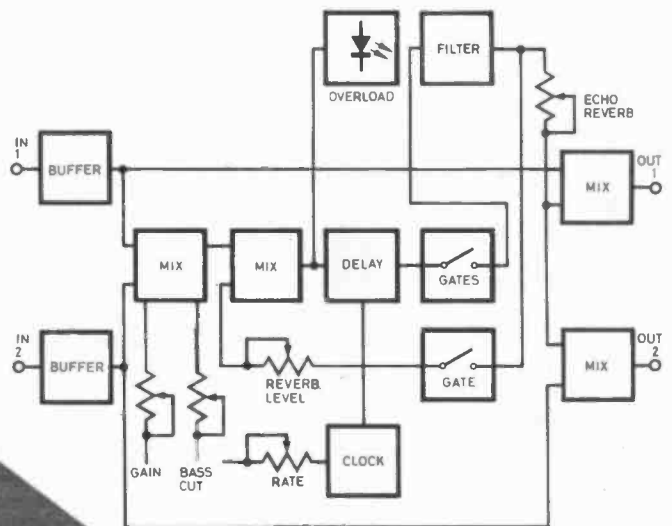 OVERLOAD
FILTER
ECHO
REVERB
IN
1
BUFFER
OUT
1
MIX
MIX
MIX
DELAY
GATES
IN
2
BUFFER
REVERB.
LEVEL
GATE
OUT
2
MIX
GAIN
BASS
CUT
RATE
CLOCK